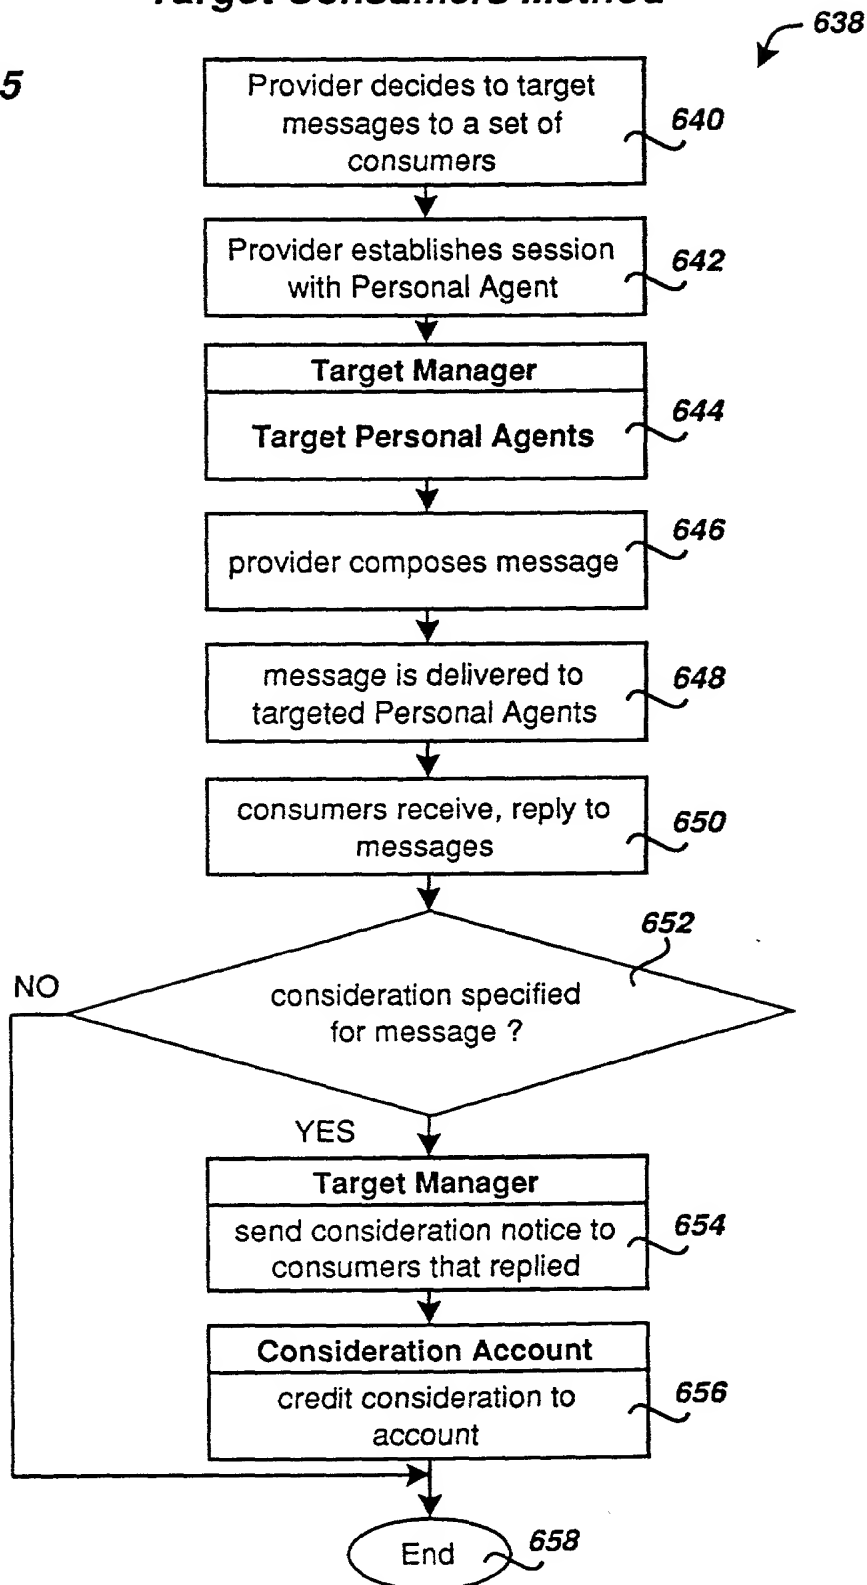 Target Consumers Method
638
5
Provider decides to target
messages to a set of
consumers
640
Provider establishes session
with Personal Agent
642
Target Manager
Target Personal Agents
644
provider composes message
646
message is delivered to
targeted Personal Agents
648
consumers receive, reply to
messages
650
652
NO
consideration specified
for message ?
YES
Target Manager
send consideration notice to
consumers that replied
654
Consideration Account
credit consideration to
account
656
End
658